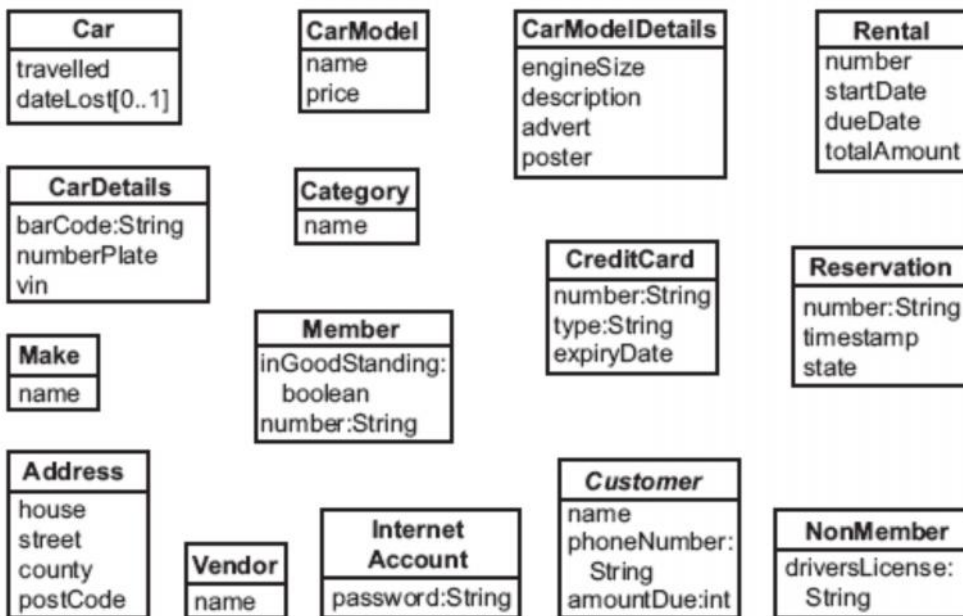 Car
travelled
dateLost[0..1]
CarModel
name
price
CarModelDetails
engineSize
description
advert
poster
Rental
number
startDate
dueDate
totalAmount
CarDetails
barCode:String
numberPlate
vin
Category
name
CreditCard
number:String
type:String
expiryDate
Reservation
number:String
timestamp
state
Make
name
Member
inGoodStanding:
boolean
number:String
Address
house
street
county
postCode
Vendor
name
Internet
Account
password:String
Customer
name
phoneNumber:
String
amountDue:int
NonMember
driversLicense:
String